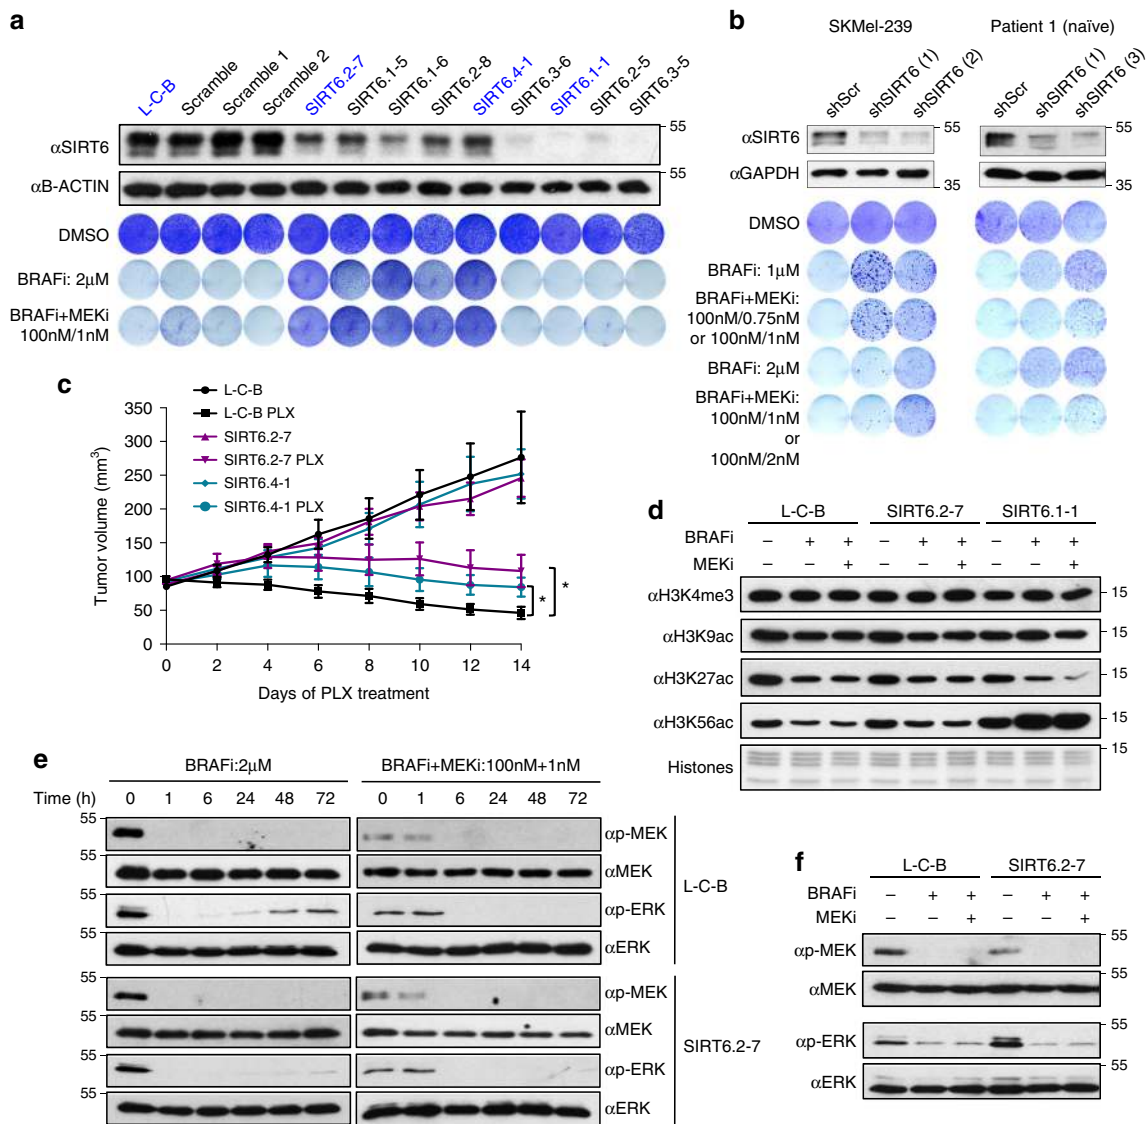 a
L-C-B
Scramble
Scramble 1
Scramble 2
SIRT6.2-7
SIRT6.1-5
SIRT6.1-6
SIRT6.2-8
SIRT6.4-1
SIRT6.3-6
SIRT6.1-1
SIRT6.2-5
SIRT6.3-5
αSIRT6
55
αB-ACTIN
55
DMSO
BRAFi: 2μM
BRAFi+MEKi
100nM/1nM
b
SKMel-239
Patient 1 (naïve)
shScr
shSIRT6 (1)
shSIRT6 (2)
shScr
shSIRT6 (1)
shSIRT6 (3)
αSIRT6
55
55
αGAPDH
35
35
DMSO
BRAFi: 1μM
BRAFi+MEKi:
100nM/0.75nM
or 100nM/1nM
BRAFi: 2μM
BRAFi+MEKi:
100nM/1nM
or
100nM/2nM
c
L-C-B
L-C-B PLX
SIRT6.2-7
SIRT6.2-7 PLX
SIRT6.4-1
SIRT6.4-1 PLX
Tumor volume (mm³)
350
300
250
200
150
100
50
0
* *
0 2 4 6 8 10 12 14
Days of PLX treatment
d
L-C-B SIRT6.2-7 SIRT6.1-1
BRAFi – + + – + + – + +
MEKi + + +
αH3K4me3 15
αH3K9ac 15
αH3K27ac 15
αH3K56ac 15
Histones 15
e
BRAFi:2μM BRAFi+MEKi:100nM+1nM
Time (h) 0 1 6 24 48 72 0 1 6 24 48 72
55 αp-MEK
55 αMEK
55 αp-ERK
55 αERK
L-C-B
55 αp-MEK
55 αMEK
55 αp-ERK
55 αERK
SIRT6.2-7
f
L-C-B SIRT6.2-7
BRAFi – + + – + +
MEKi + +
αp-MEK 55
αMEK 55
αp-ERK 55
αERK 55